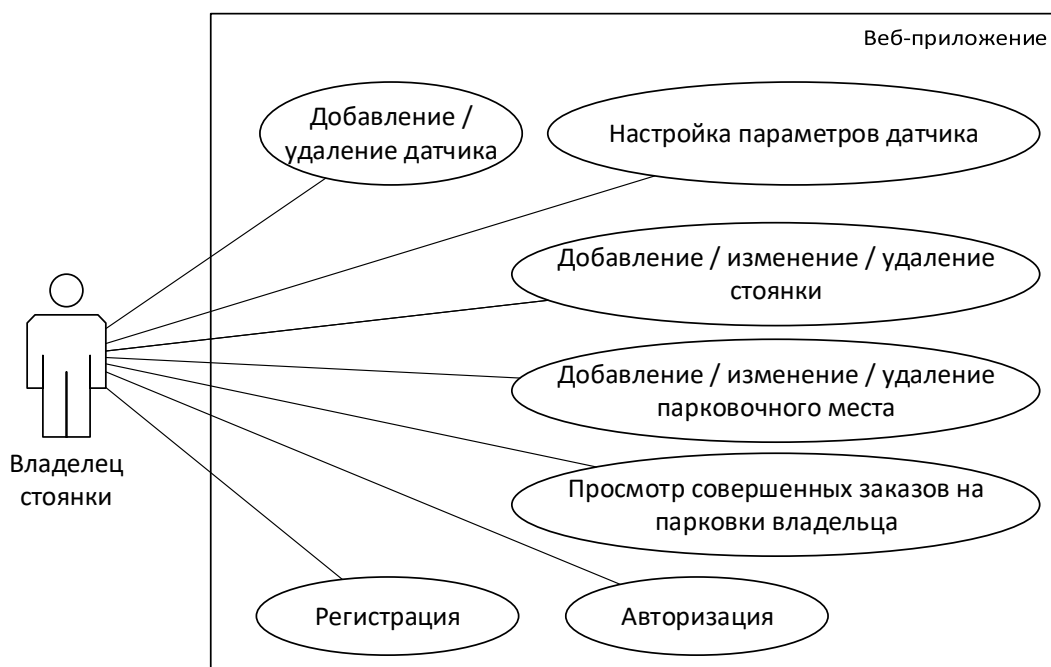 Веб-приложение
Добавление /
удаление датчика
Настройка параметров датчика
Добавление / изменение / удаление
стоянки
Добавление / изменение / удаление
парковочного места
Владелец
стоянки
Просмотр совершенных заказов на
парковки владельца
Регистрация
Авторизация